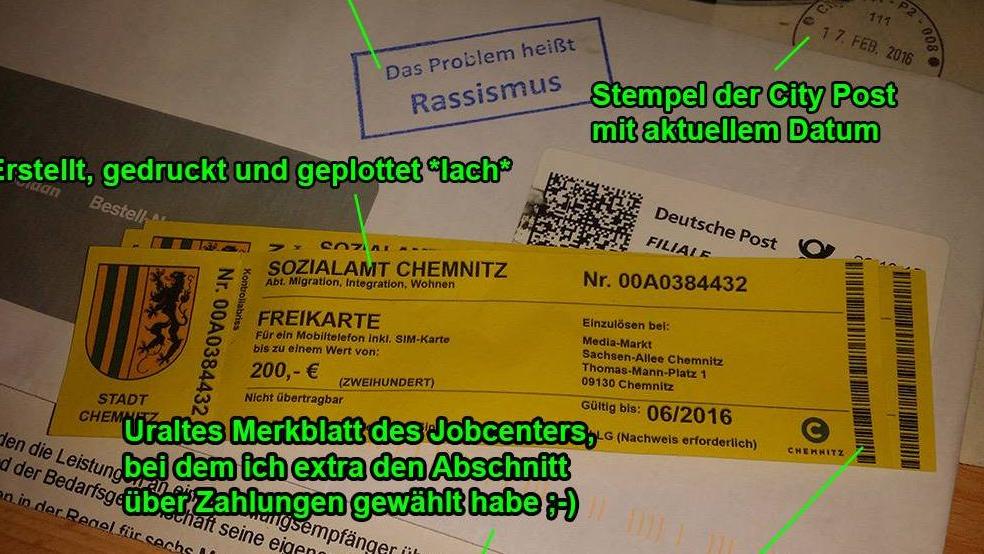 Das Problem heißt
Rassismus
111
17. FEB. 2016
Stempel der City Post
mit aktuellem Datum
Erstellt, gedruckt und geplottet *lach*
Deutsche Post
FILIALE
SOZIALAMT CHEMNITZ
Abt. Migration, Integration, Wohnen
Nr. 00A0384432
Kontrollabriss
Nr. 00A0384432
FREIKARTE
Für ein Mobiltelefon inkl. SIM-Karte
bis zu einem Wert von:
200,- €
(ZWEIHUNDERT)
Nicht übertragbar
Einzulösen bei:
Media-Markt
Sachsen-Allee Chemnitz
Thomas-Mann-Platz 1
09130 Chemnitz
Gültig bis: 06/2016
(Nachweis erforderlich)
CHEMNITZ
STADT
CHEMNITZ
Uraltes Merkblatt des Jobcenters,
bei dem ich extra den Abschnitt
über Zahlungen gewählt habe ;-)